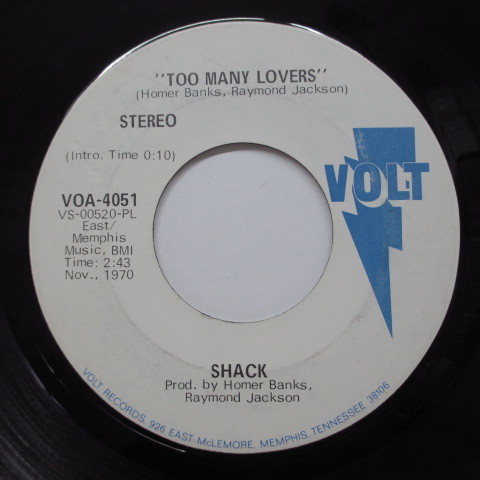 "TOO MANY LOVERS"
(Homer Banks, Raymond Jackson)
STEREO
(Intro. Time 0:10)
VOLT
VOA-4051
VS-00520-PL
East/
Memphis
Music, BMI
Time: 2:43
Nov., 1970
SHACK
Prod. by Homer Banks,
Raymond Jackson
VOLT RECORDS, 926 EAST McLEMORE, MEMPHIS, TENNESSEE 38106